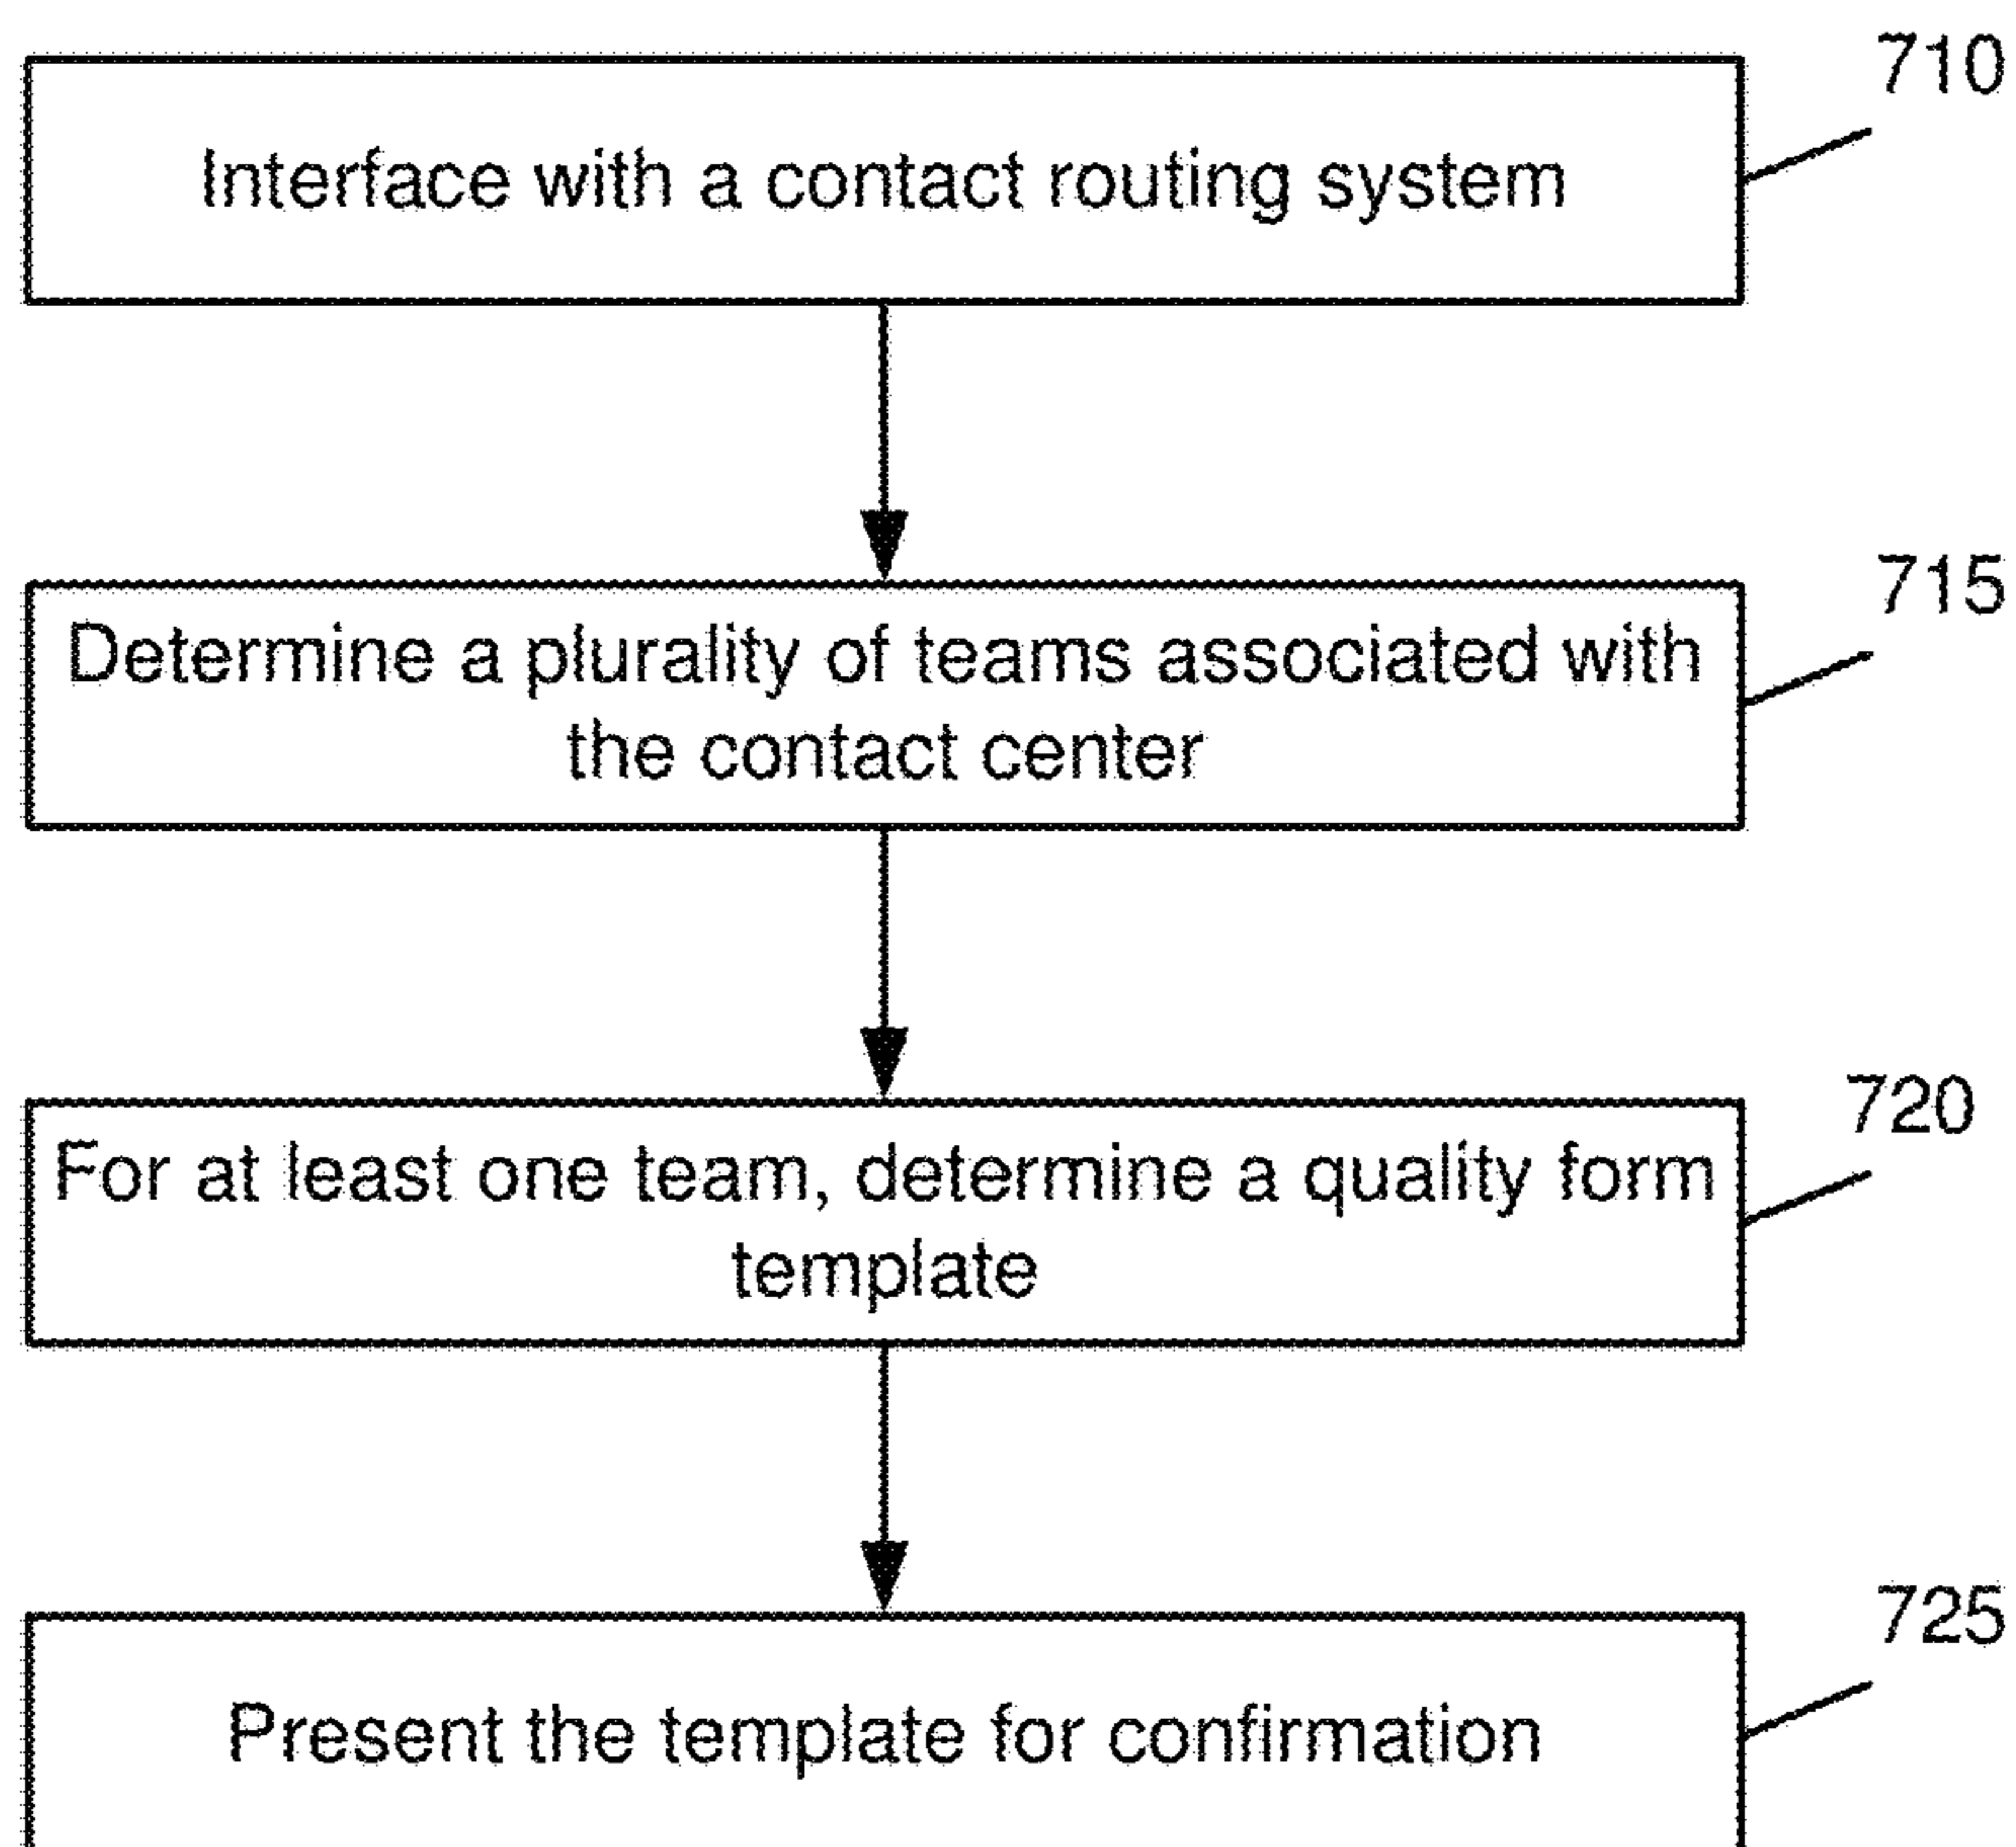 710
Interface with a contact routing system
715
Determine a plurality of teams associated with
the contact center
720
For at least one team, determine a quality form
template
725
Present the template for confirmation